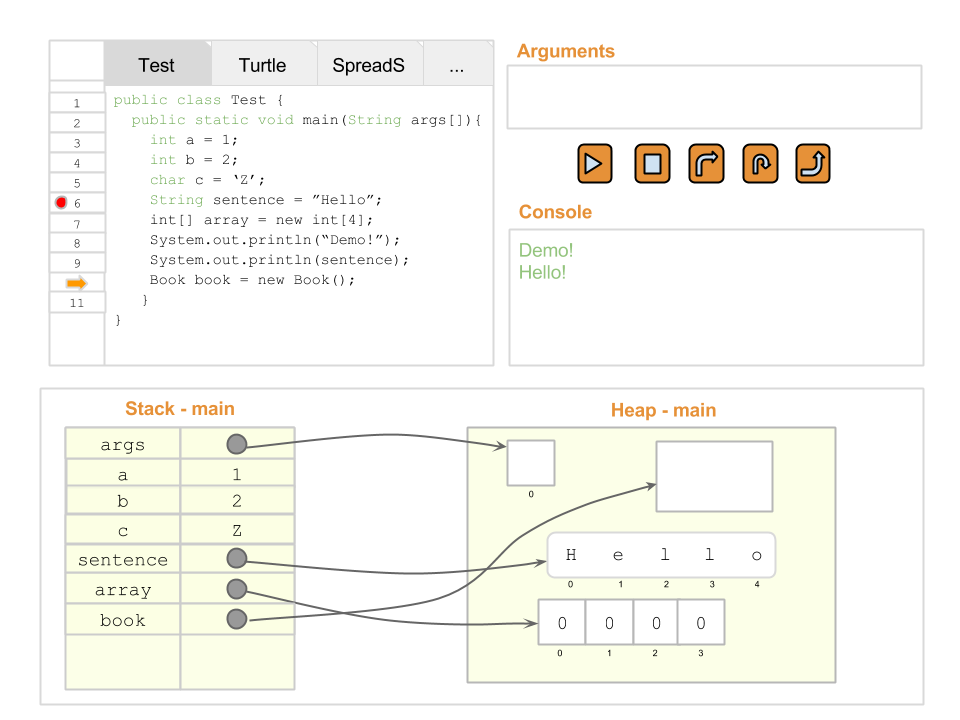 Test Turtle SpreadS ...
1 public class Test {
2 public static void main(String args[]){
3 int a = 1;
4 int b = 2;
5 char c = ‘Z’;
6 String sentence = ”Hello”;
7 int[] array = new int[4];
8 System.out.println(“Demo!”);
9 System.out.println(sentence);
Book book = new Book();
11 }
}
Arguments
Console
Demo!
Hello!
Stack - main
args
a 1
b 2
c Z
sentence
array
book
Heap - main
0
H e l l o
0 1 2 3 4
0 0 0 0
0 1 2 3